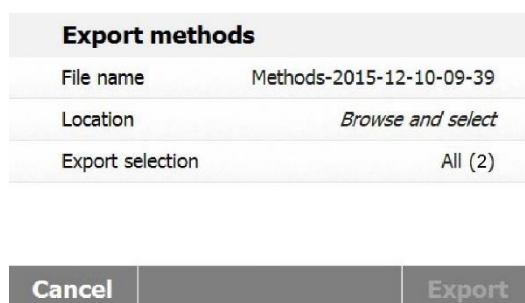 Export methods
File name Methods-2015-12-10-09-39
Location Browse and select
Export selection All (2)
Cancel Export